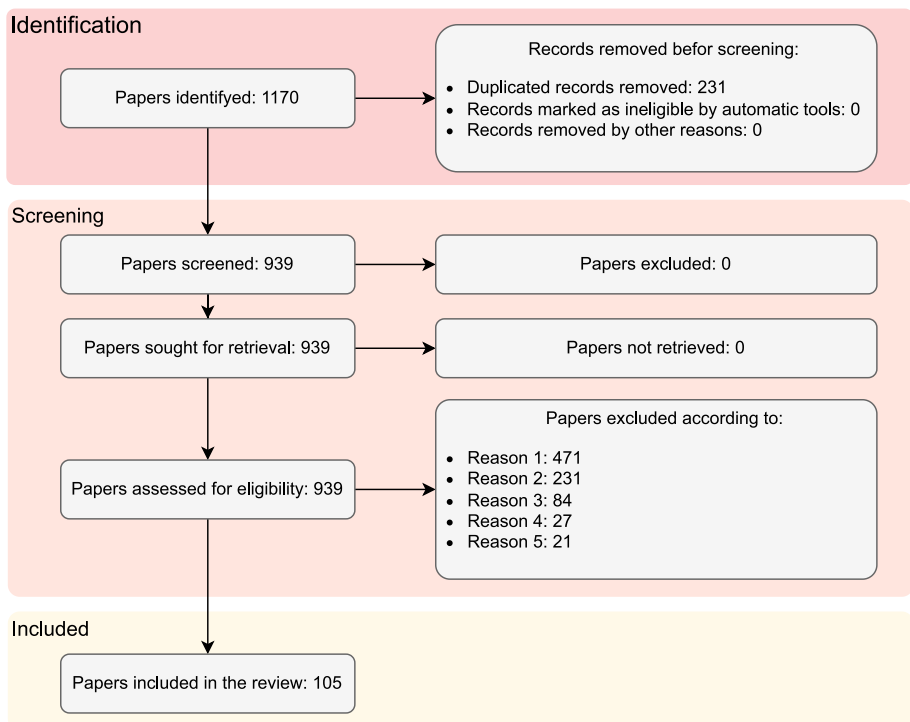 Identification
Papers identifyed: 1170
Records removed befor screening:
• Duplicated records removed: 231
• Records marked as ineligible by automatic tools: 0
• Records removed by other reasons: 0
Screening
Papers screened: 939
Papers excluded: 0
Papers sought for retrieval: 939
Papers not retrieved: 0
Papers assessed for eligibility: 939
Papers excluded according to:
• Reason 1: 471
• Reason 2: 231
• Reason 3: 84
• Reason 4: 27
• Reason 5: 21
Included
Papers included in the review: 105